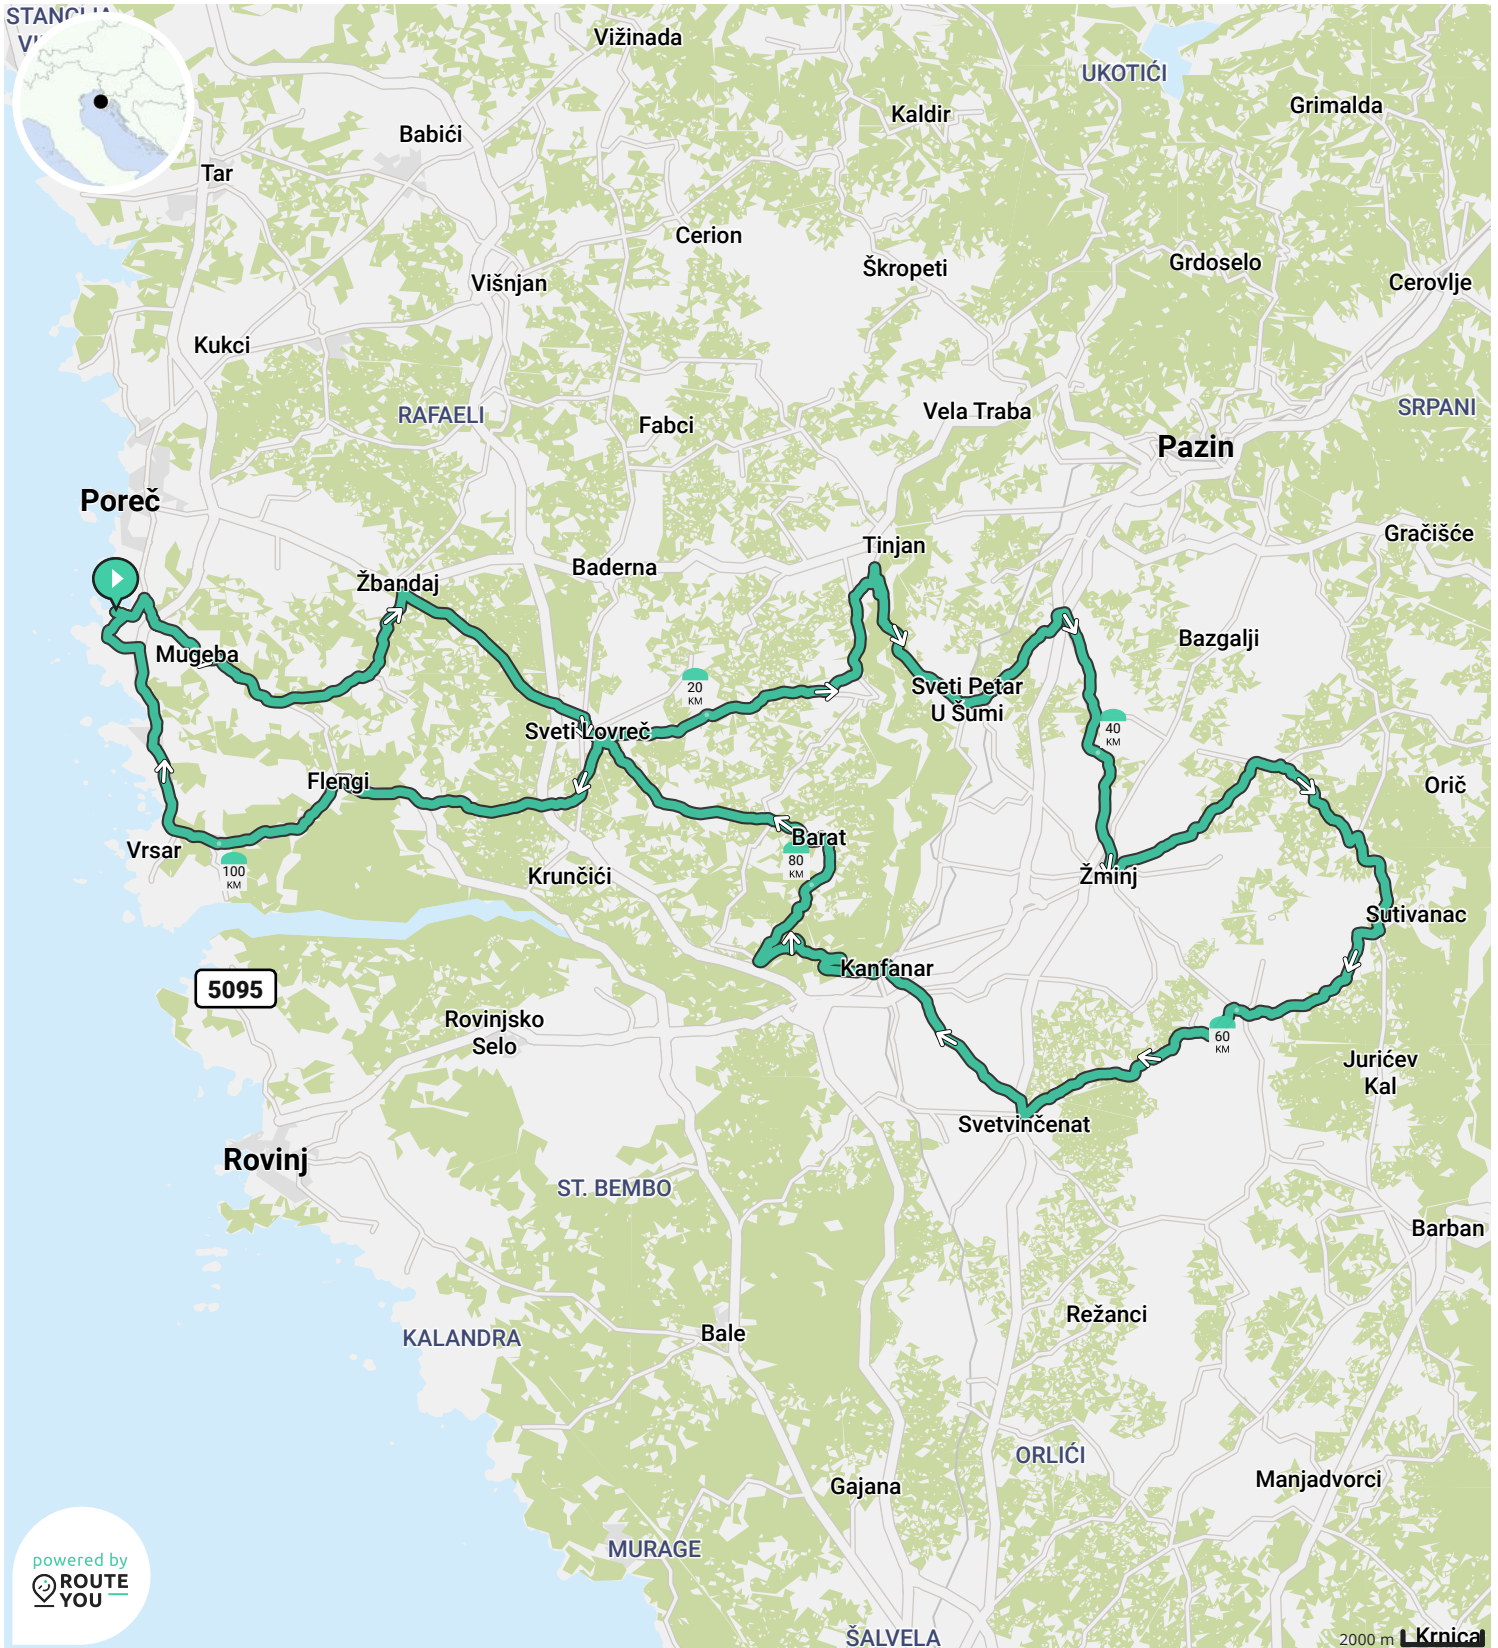 Vižinada
UKOTIĆI
Grimalda
Kaldir
Babići
Tar
Cerion
Škropeti
Grdoselo
Cerovlje
Višnjan
Kukci
RAFAELI
Fabci
Vela Traba
SRPANI
Pazin
Poreč
Gračišće
Tinjan
Baderna
Žbandaj
Bazgalji
Mugeba
Sveti Petar
U Šumi
20
KM
40
KM
Sveti Lovreč
Flengi
Orič
Barat
Vrsar
80
KM
100
KM
Krunčići
Žminj
Sutivanac
Kanfanar
5095
Rovinjsko
Selo
60
KM
Jurićev
Kal
Svetvinčenat
Rovinj
ST. BEMBO
Barban
Režanci
Bale
KALANDRA
ORLIĆI
Manjadvorci
Gajana
MURAGE
powered by
ROUTE
YOU
ŠALVELA
2000 m
Krnica